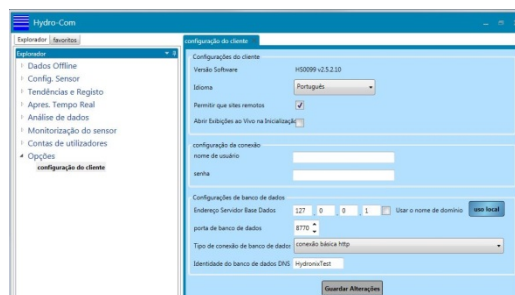 Hydro-Com
Explorador favoritos
Explorador
Dados Offline
Config. Sensor
Tendências e Registo
Apres. Tempo Real
Análise de dados
Monitorização do sensor
Contas de utilizadores
Opções
configuração do cliente
configuração do cliente
Configurações do cliente
Versão Software HS0099 v2.5.2.10
Idioma Português
Permitir que sites remotos
Abrir Exibições ao Vivo na Inicialização
configuração da conexão
nome de usuário
senha
Configurações de banco de dados
Endereço Servidor Base Dados 127 . 0 . 0 . 1 Usar o nome de domínio uso local
porta de banco de dados 8770
Tipo de conexão de banco de dados conexão básica http
Identidade do banco de dados DNS HydronixTest
Guardar Alterações